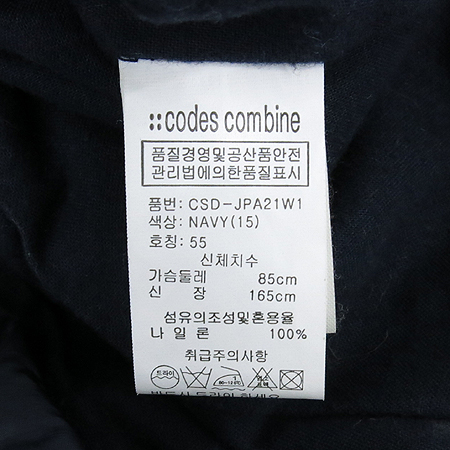 ::codes combine
품질경영및공산품안전
관리법에의한품질표시
품번: CSD-JPA21W1
색상: NAVY(15)
호칭: 55
신체치수
가슴둘레 85cm
신 장 165cm
섬유의조성및혼용율
나 일 론 100%
취급주의사항
드라이